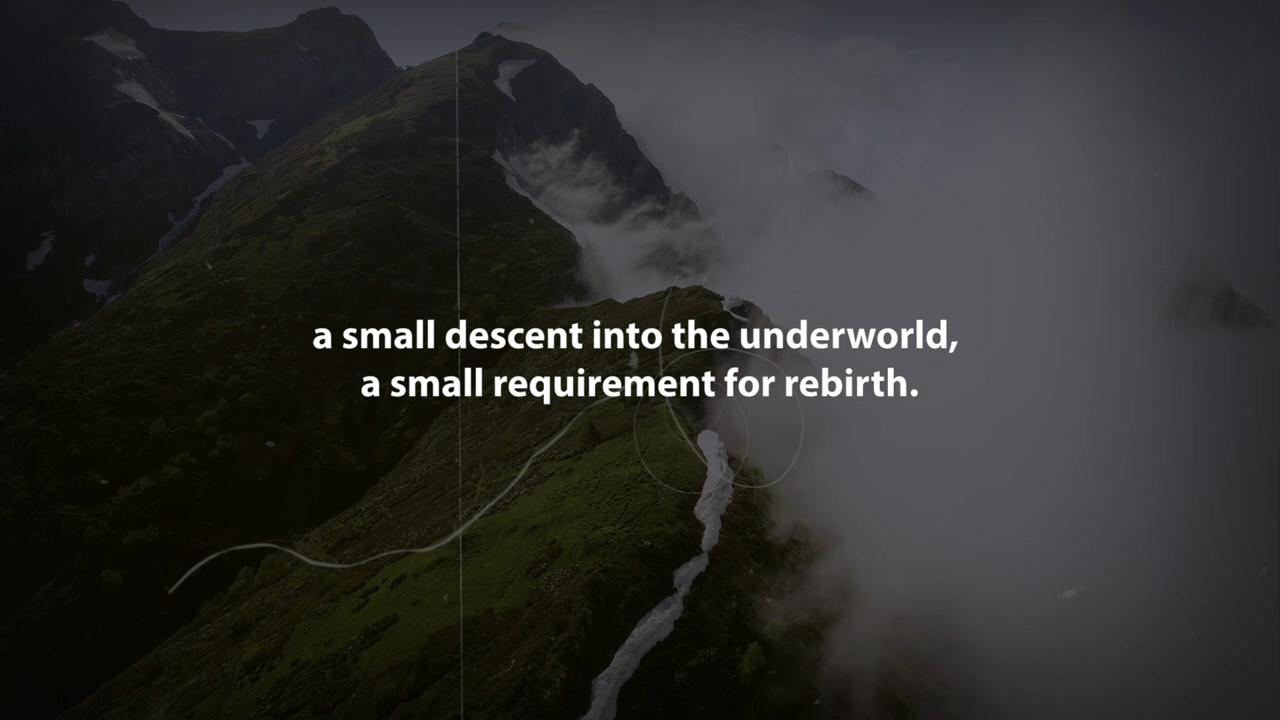 a small descent into the underworld,
a small requirement for rebirth.